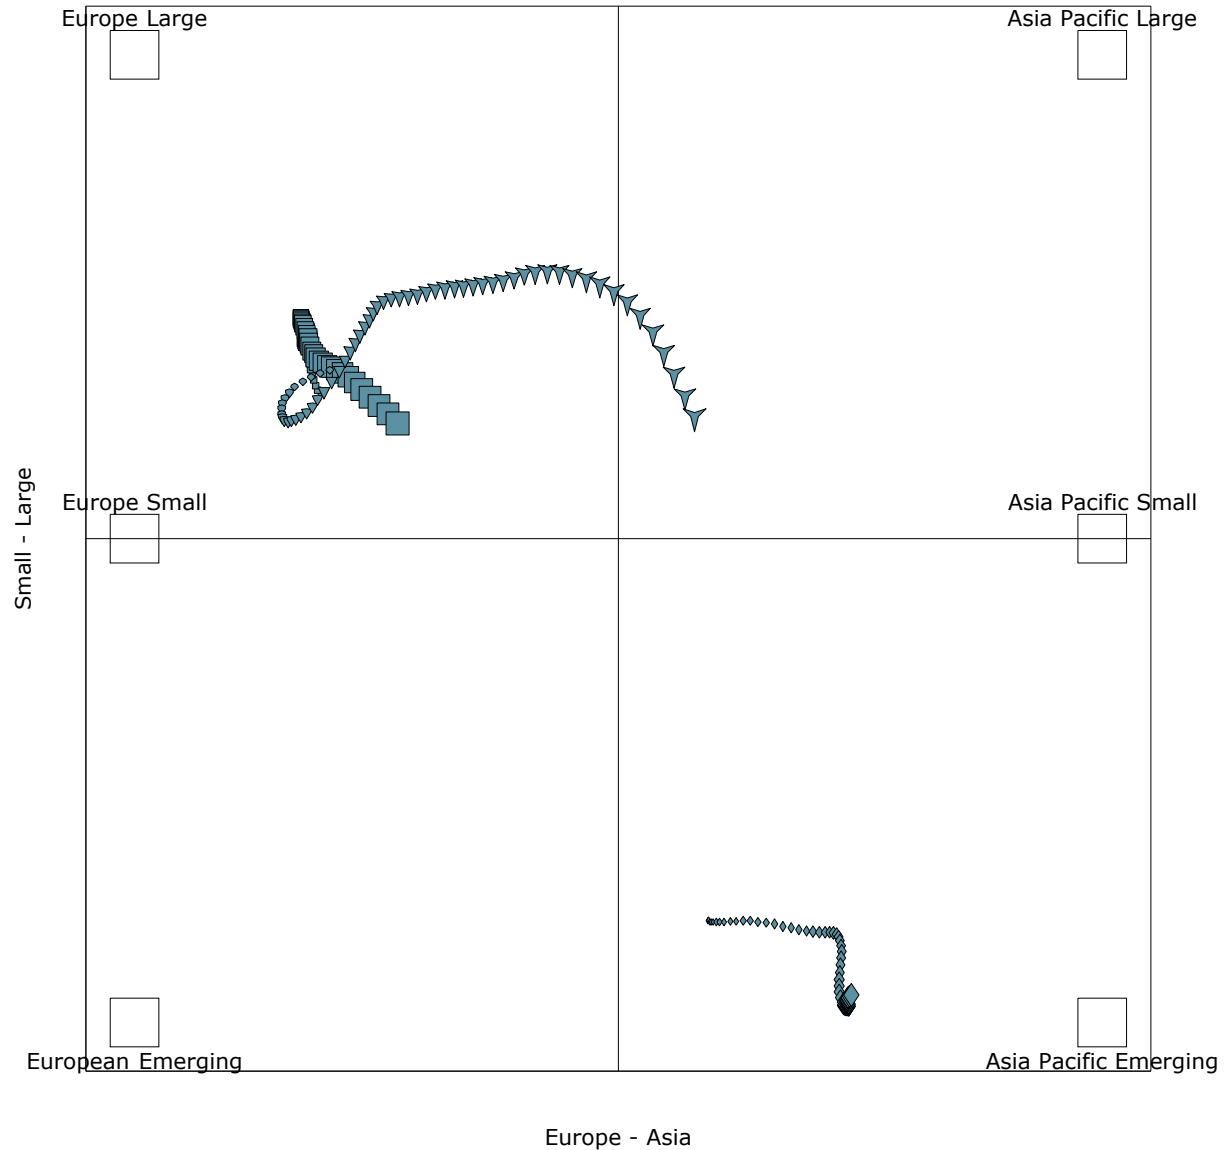 Europe Large
Asia Pacific Large
Europe Small
Asia Pacific Small
Small - Large
European Emerging
Asia Pacific Emerging
Europe - Asia